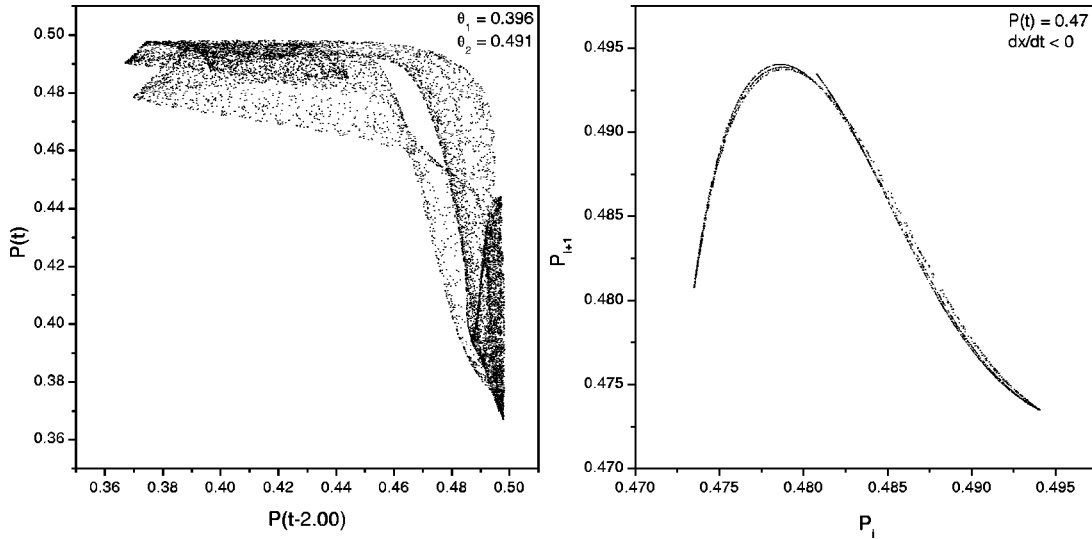 θ1 = 0.396
θ2 = 0.491
0.50
0.48
0.46
0.44
0.42
0.40
0.38
0.36
P(t)
0.36 0.38 0.40 0.42 0.44 0.46 0.48 0.50
P(t-2.00)
P(t) = 0.47
dx/dt < 0
0.495
0.490
0.485
0.480
0.475
0.470
Pi+1
0.470 0.475 0.480 0.485 0.490 0.495
Pi